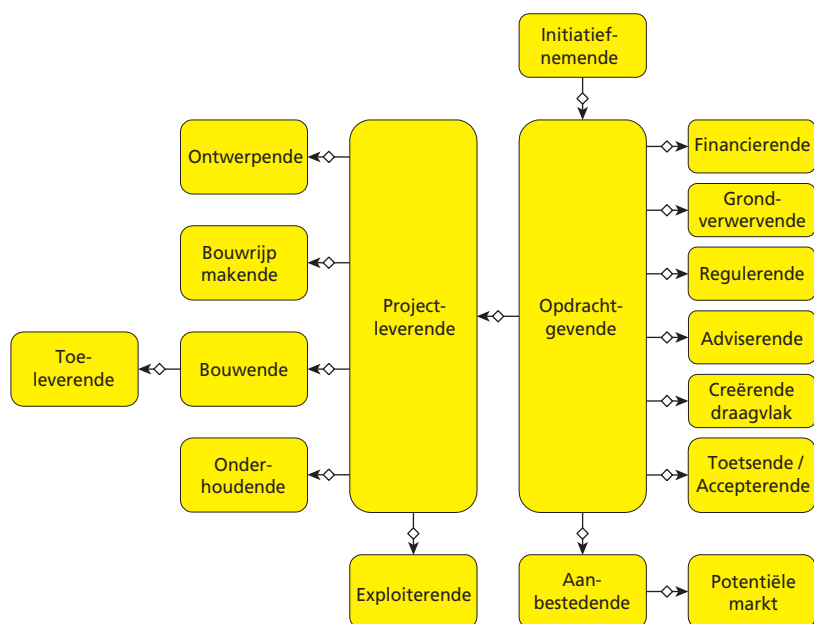 Initiatief-
nemende
Ontwerpende
Bouwrijp
makende
Toe-
leverende
Bouwende
Onder-
houdende
Project-
leverende
Exploiterende
Opdracht-
gevende
Financierende
Grond-
verwervende
Regulerende
Adviserende
Creërende
draagvlak
Toetsende /
Accepterende
Aan-
bestedende
Potentiële
markt